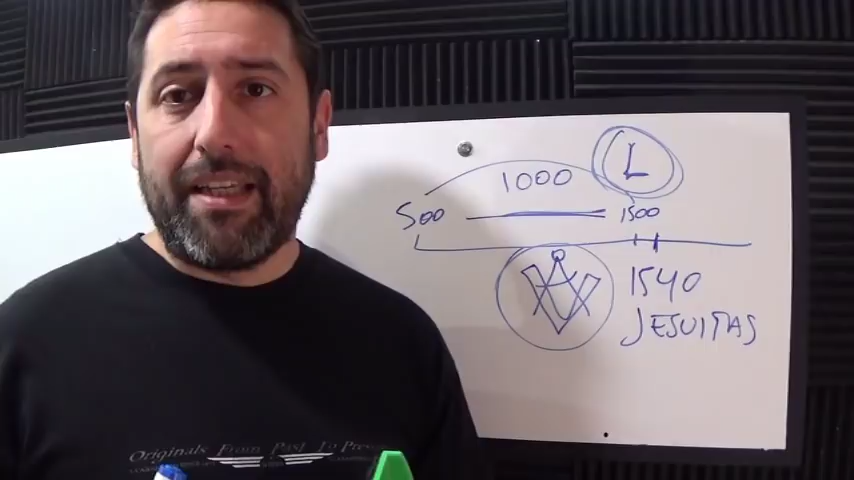 L
1000
500 1500
1540
JESUITAS
Originals From Past To Present